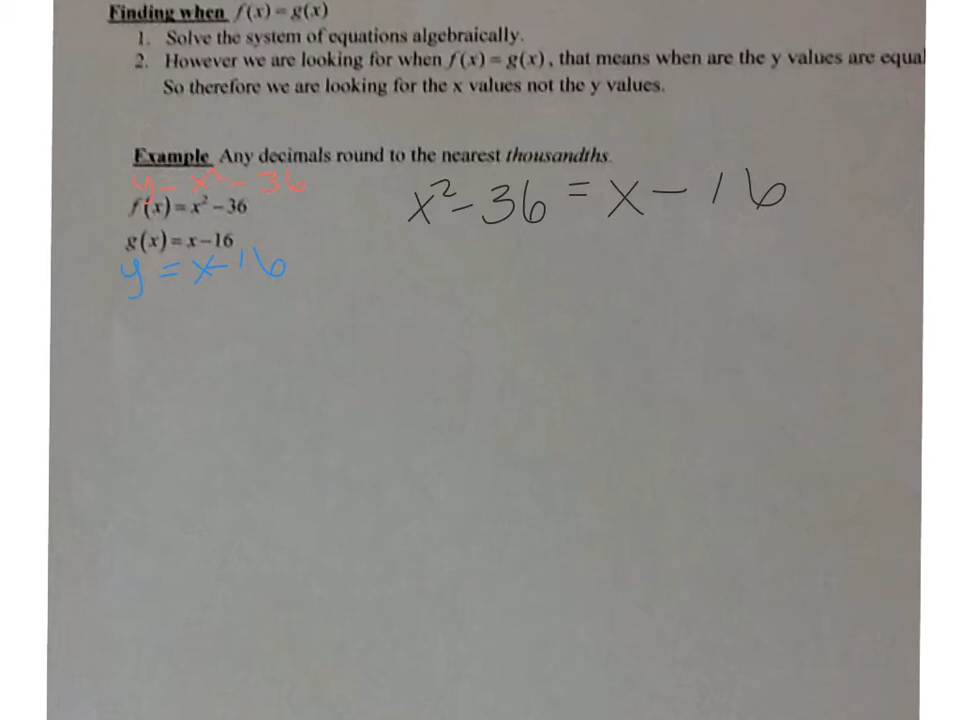 Finding when f(x) = g(x)
1. Solve the system of equations algebraically.
2. However we are looking for when f(x) = g(x), that means when are the y values are equal
So therefore we are looking for the x values not the y values.
Example Any decimals round to the nearest thousandths.
y = x² - 36
x² - 36 = x - 16
f(x) = x² - 36
g(x) = x - 16
y = x - 16